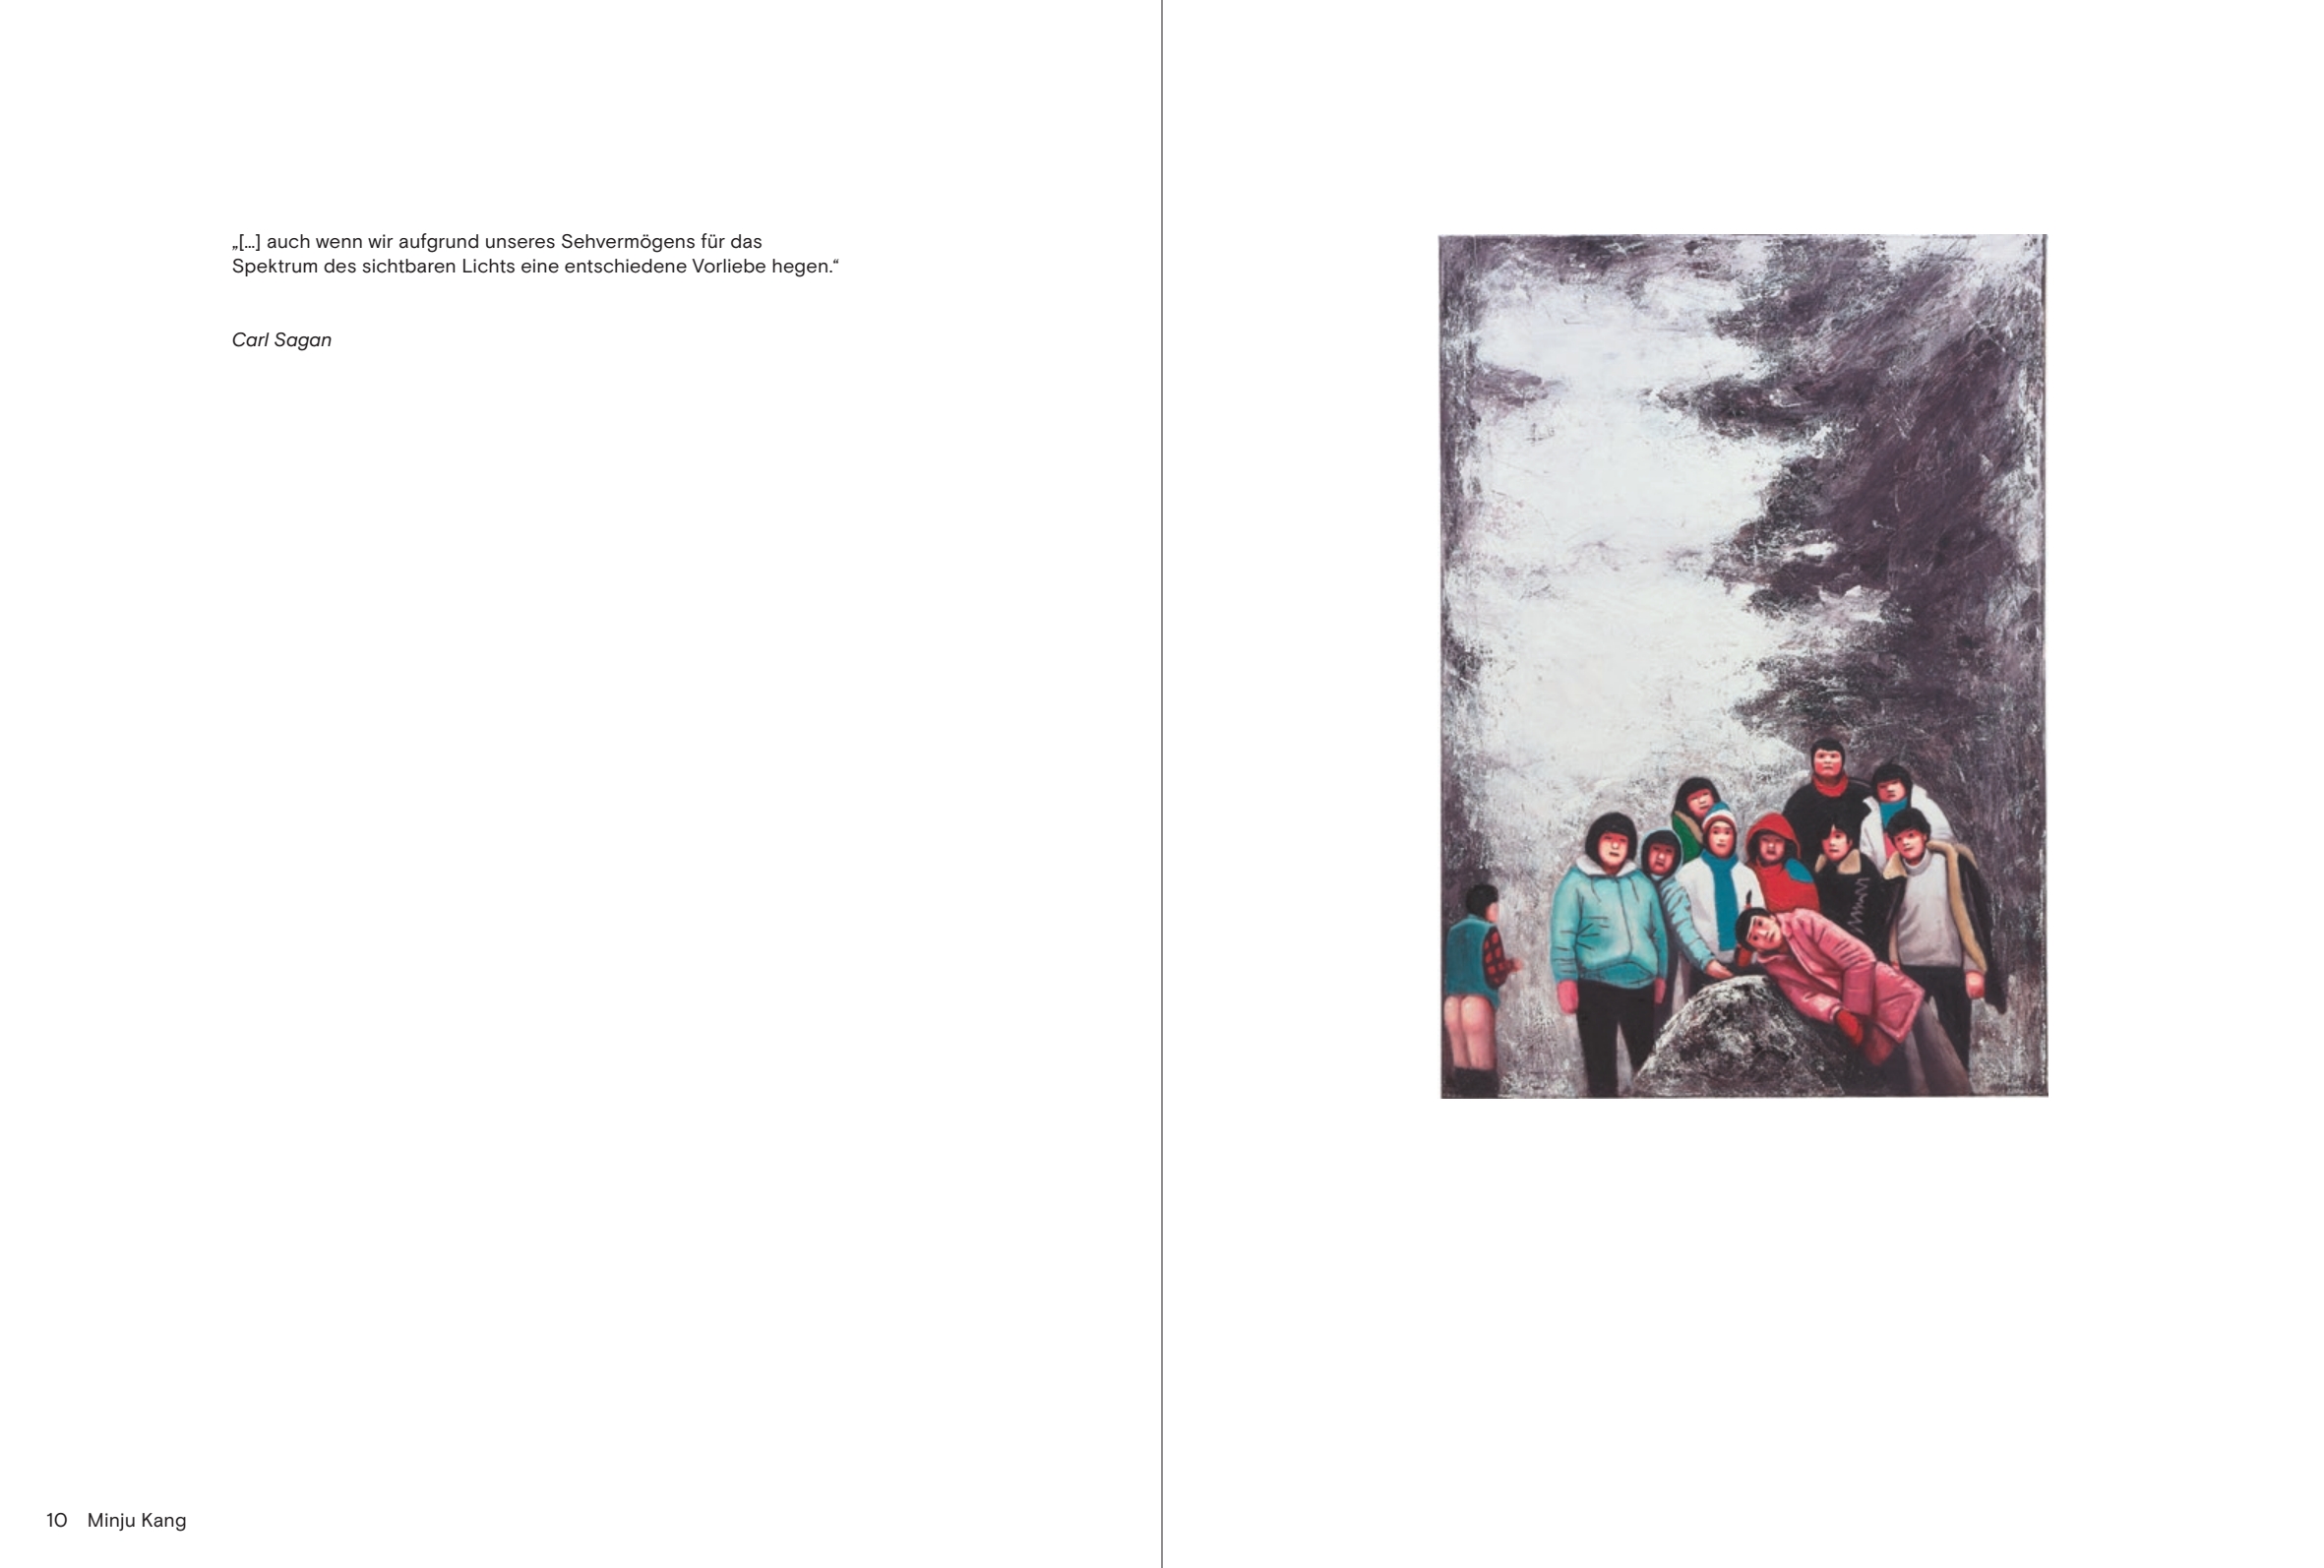 „[…] auch wenn wir aufgrund unseres Sehvermögens für das
Spektrum des sichtbaren Lichts eine entschiedene Vorliebe hegen.“
Carl Sagan
10 Minju Kang